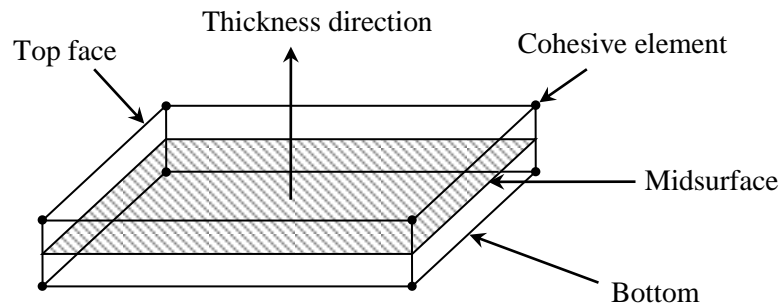 Thickness direction
Top face
Cohesive element
Midsurface
Bottom